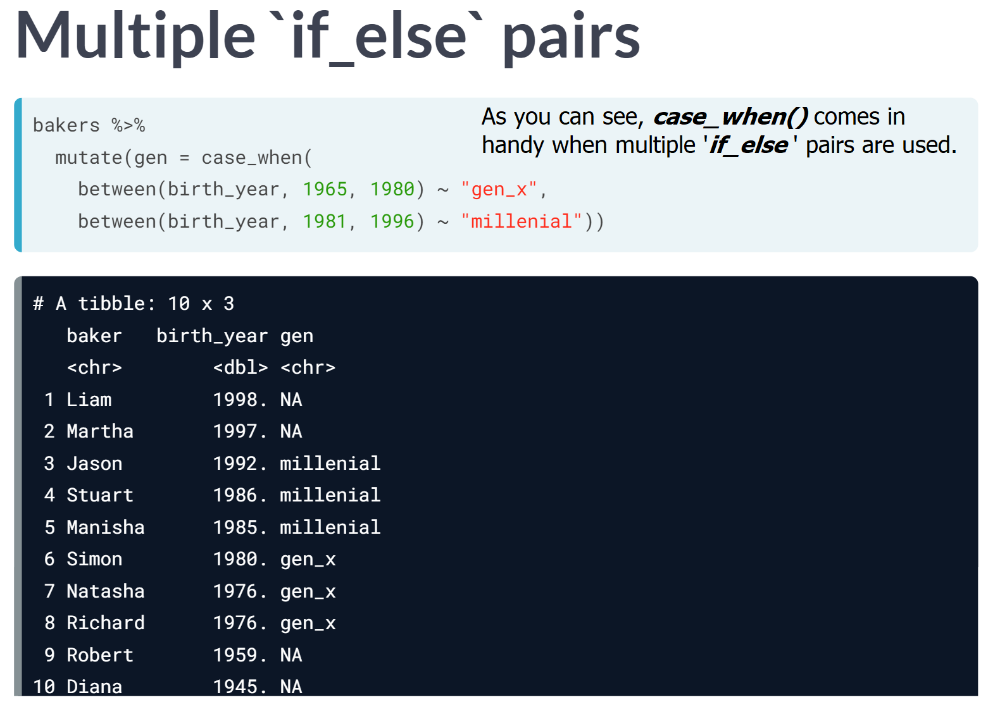 Multiple `if_else` pairs
bakers %>%
  mutate(gen = case_when(
    between(birth_year, 1965, 1980) ~ "gen_x",
    between(birth_year, 1981, 1996) ~ "millenial"))
As you can see, case_when() comes in
handy when multiple 'if_else' pairs are used.
# A tibble: 10 x 3
   baker   birth_year gen
   <chr>        <dbl> <chr>
 1 Liam         1998. NA
 2 Martha       1997. NA
 3 Jason        1992. millenial
 4 Stuart       1986. millenial
 5 Manisha      1985. millenial
 6 Simon        1980. gen_x
 7 Natasha      1976. gen_x
 8 Richard      1976. gen_x
 9 Robert       1959. NA
10 Diana        1945. NA